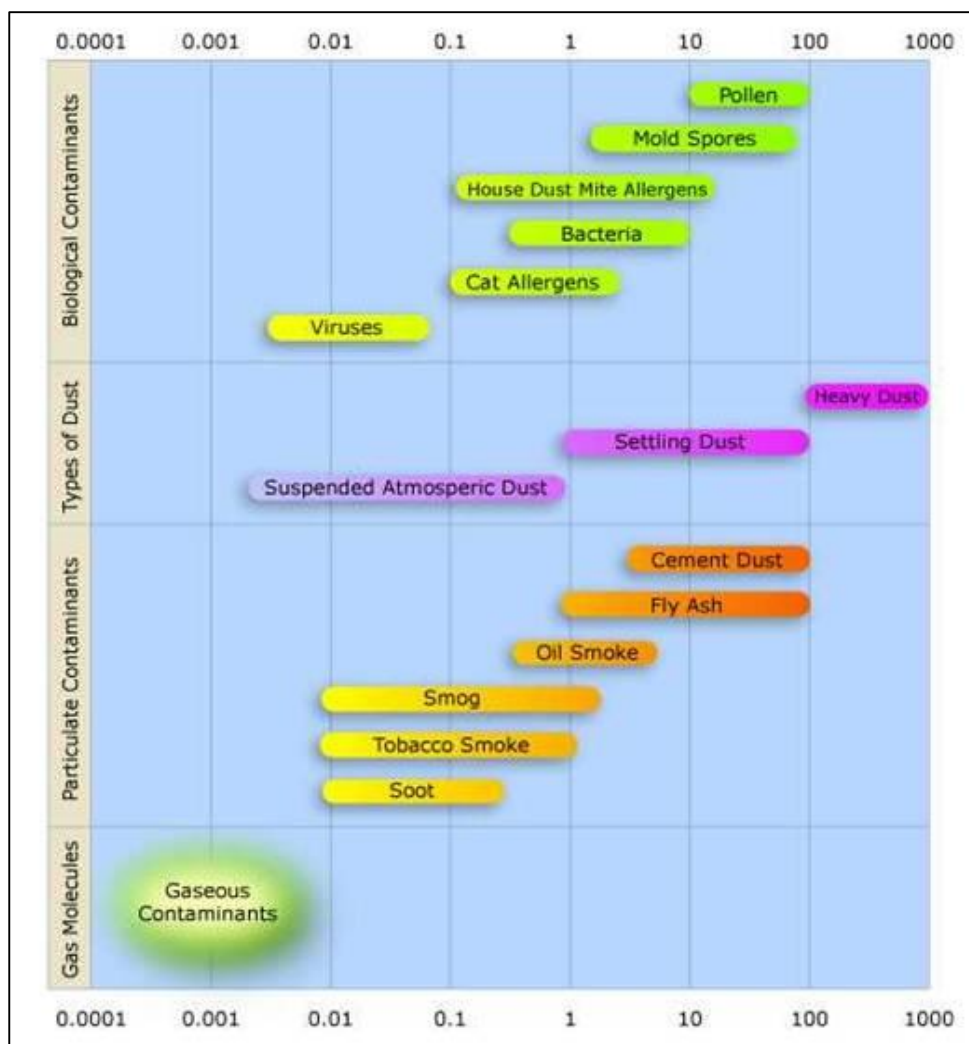 0.0001 0.001 0.01 0.1 1 10 100 1000
Biological Contaminants
Pollen
Mold Spores
House Dust Mite Allergens
Bacteria
Cat Allergens
Viruses
Types of Dust
Heavy Dust
Settling Dust
Suspended Atmosperic Dust
Particulate Contaminants
Cement Dust
Fly Ash
Oil Smoke
Smog
Tobacco Smoke
Soot
Gas Molecules
Gaseous
Contaminants
0.0001 0.001 0.01 0.1 1 10 100 1000